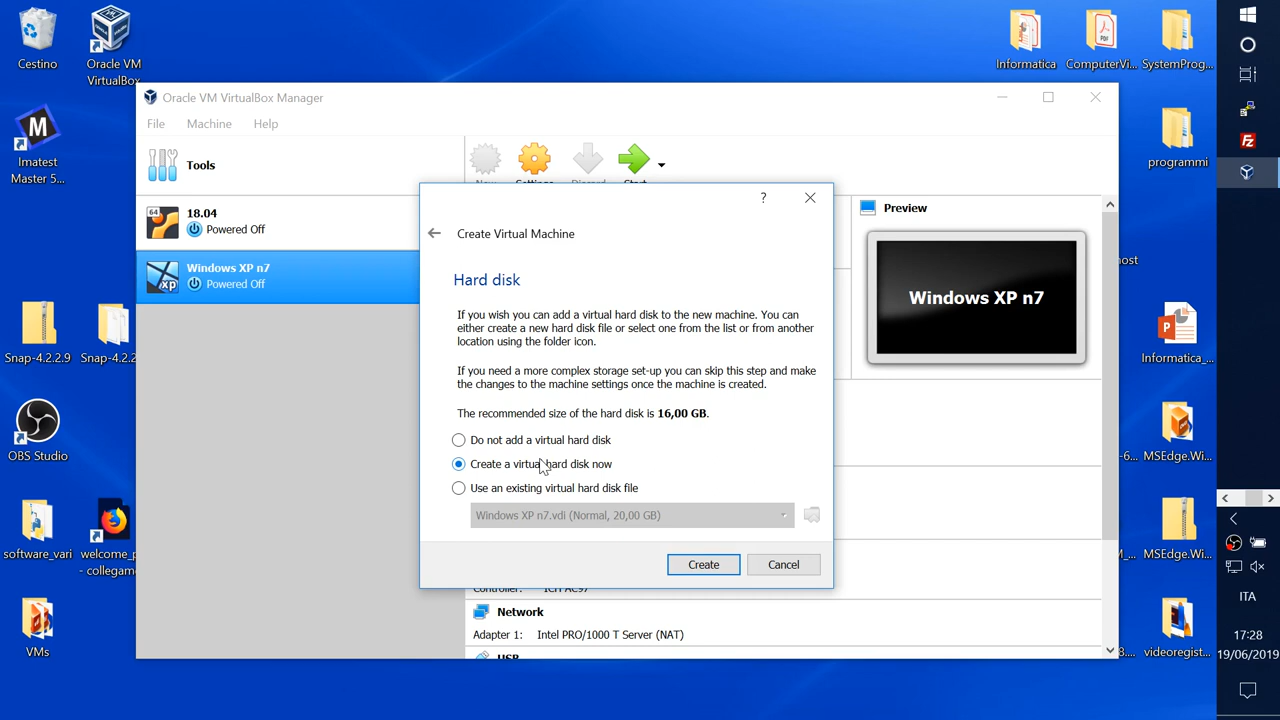 Cestino
Oracle VM
VirtualBox
Informatica
ComputerVi...
SystemProg...
Oracle VM VirtualBox Manager
File
Machine
Help
M
Imatest
Master 5...
Tools
programmi
64
18.04
Powered Off
Preview
?
Create Virtual Machine
xp
Windows XP n7
Powered Off
Windows XP n7
Hard disk
If you wish you can add a virtual hard disk to the new machine. You can
either create a new hard disk file or select one from the list or from another
location using the folder icon.
If you need a more complex storage set-up you can skip this step and make
the changes to the machine settings once the machine is created.
The recommended size of the hard disk is 16,00 GB.
Do not add a virtual hard disk
Create a virtual hard disk now
Use an existing virtual hard disk file
Windows XP n7.vdi (Normal, 20,00 GB)
Create
Cancel
Snap-4.2.2.9
Snap-4.2.2
Informatica_...
OBS Studio
MSEdge.Wi...
software_vari
welcome_p
- collegam
MSEdge.Wi...
Network
Adapter 1: Intel PRO/1000 T Server (NAT)
VMs
videoregist...
ITA
17:28
19/06/2019